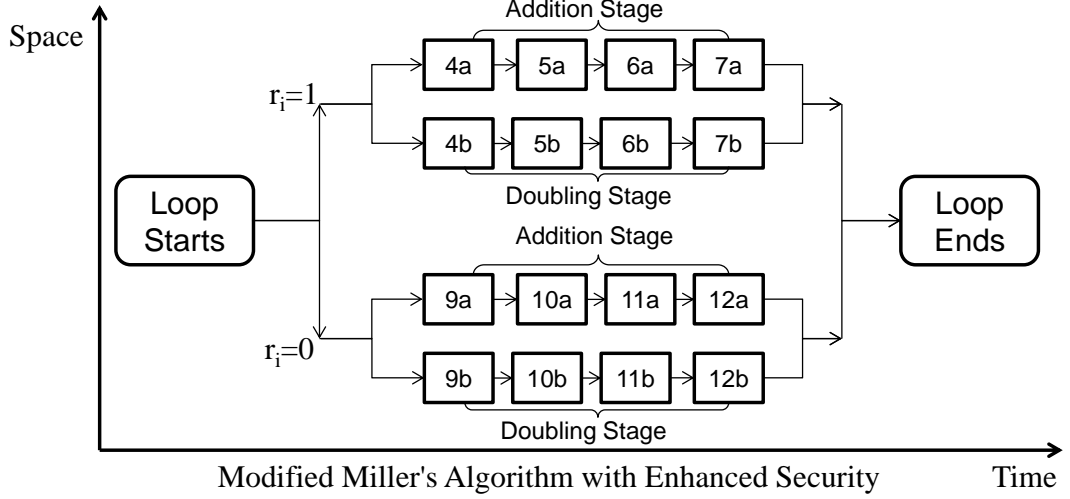 Space
Addition Stage
4a 5a 6a 7a
rᵢ=1
4b 5b 6b 7b
Doubling Stage
Loop
Starts
Loop
Ends
Addition Stage
9a 10a 11a 12a
rᵢ=0
9b 10b 11b 12b
Doubling Stage
Modified Miller's Algorithm with Enhanced Security
Time